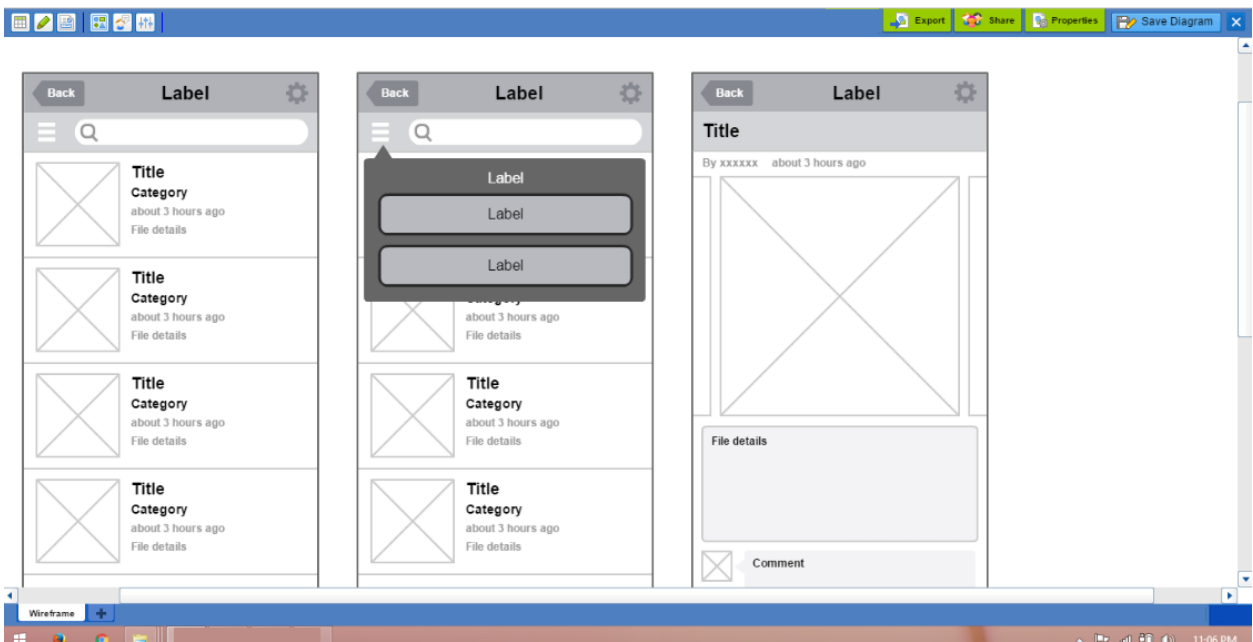 Export Share Properties Save Diagram X
Back Label
Title
Category
about 3 hours ago
File details
Title
Category
about 3 hours ago
File details
Title
Category
about 3 hours ago
File details
Title
Category
about 3 hours ago
File details
Back Label
Label
Label
Label
about 3 hours ago
File details
Title
Category
about 3 hours ago
File details
Title
Category
about 3 hours ago
File details
Back Label
Title
By xxxxxx about 3 hours ago
File details
Comment
Wireframe
11:06 PM